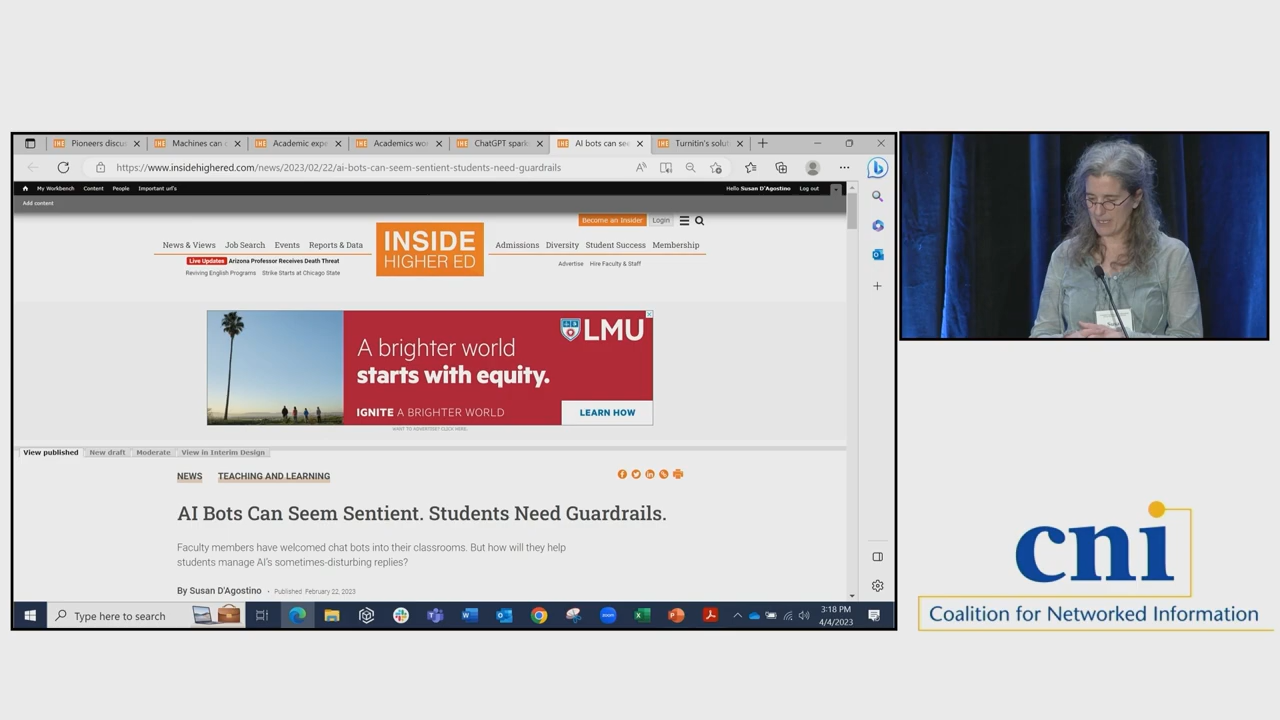 Pioneers discu
Machines can
Academic expe
Academics wo
ChatGPT spark
AI bots can see
Turnitin's solut
https://www.insidehighered.com/news/2023/02/22/ai-bots-can-seem-sentient-students-need-guardrails
My Workbench Content People Important url's
Hello Susan D'Agostino Log out
Add content
Become an Insider Login
News & Views Job Search Events Reports & Data
INSIDE
HIGHER ED
Admissions Diversity Student Success Membership
Live Updates Arizona Professor Receives Death Threat
Reviving English Programs Strike Starts at Chicago State
Advertise Hire Faculty & Staff
LMU
A brighter world
starts with equity.
IGNITE A BRIGHTER WORLD
LEARN HOW
WANT TO ADVERTISE? CLICK HERE
View published New draft Moderate View in Interim Design
NEWS TEACHING AND LEARNING
AI Bots Can Seem Sentient. Students Need Guardrails.
Faculty members have welcomed chat bots into their classrooms. But how will they help
students manage AI's sometimes-disturbing replies?
By Susan D'Agostino • Published February 22, 2023
Type here to search
zoom
3:18 PM
4/4/2023
cni
Coalition for Networked Information